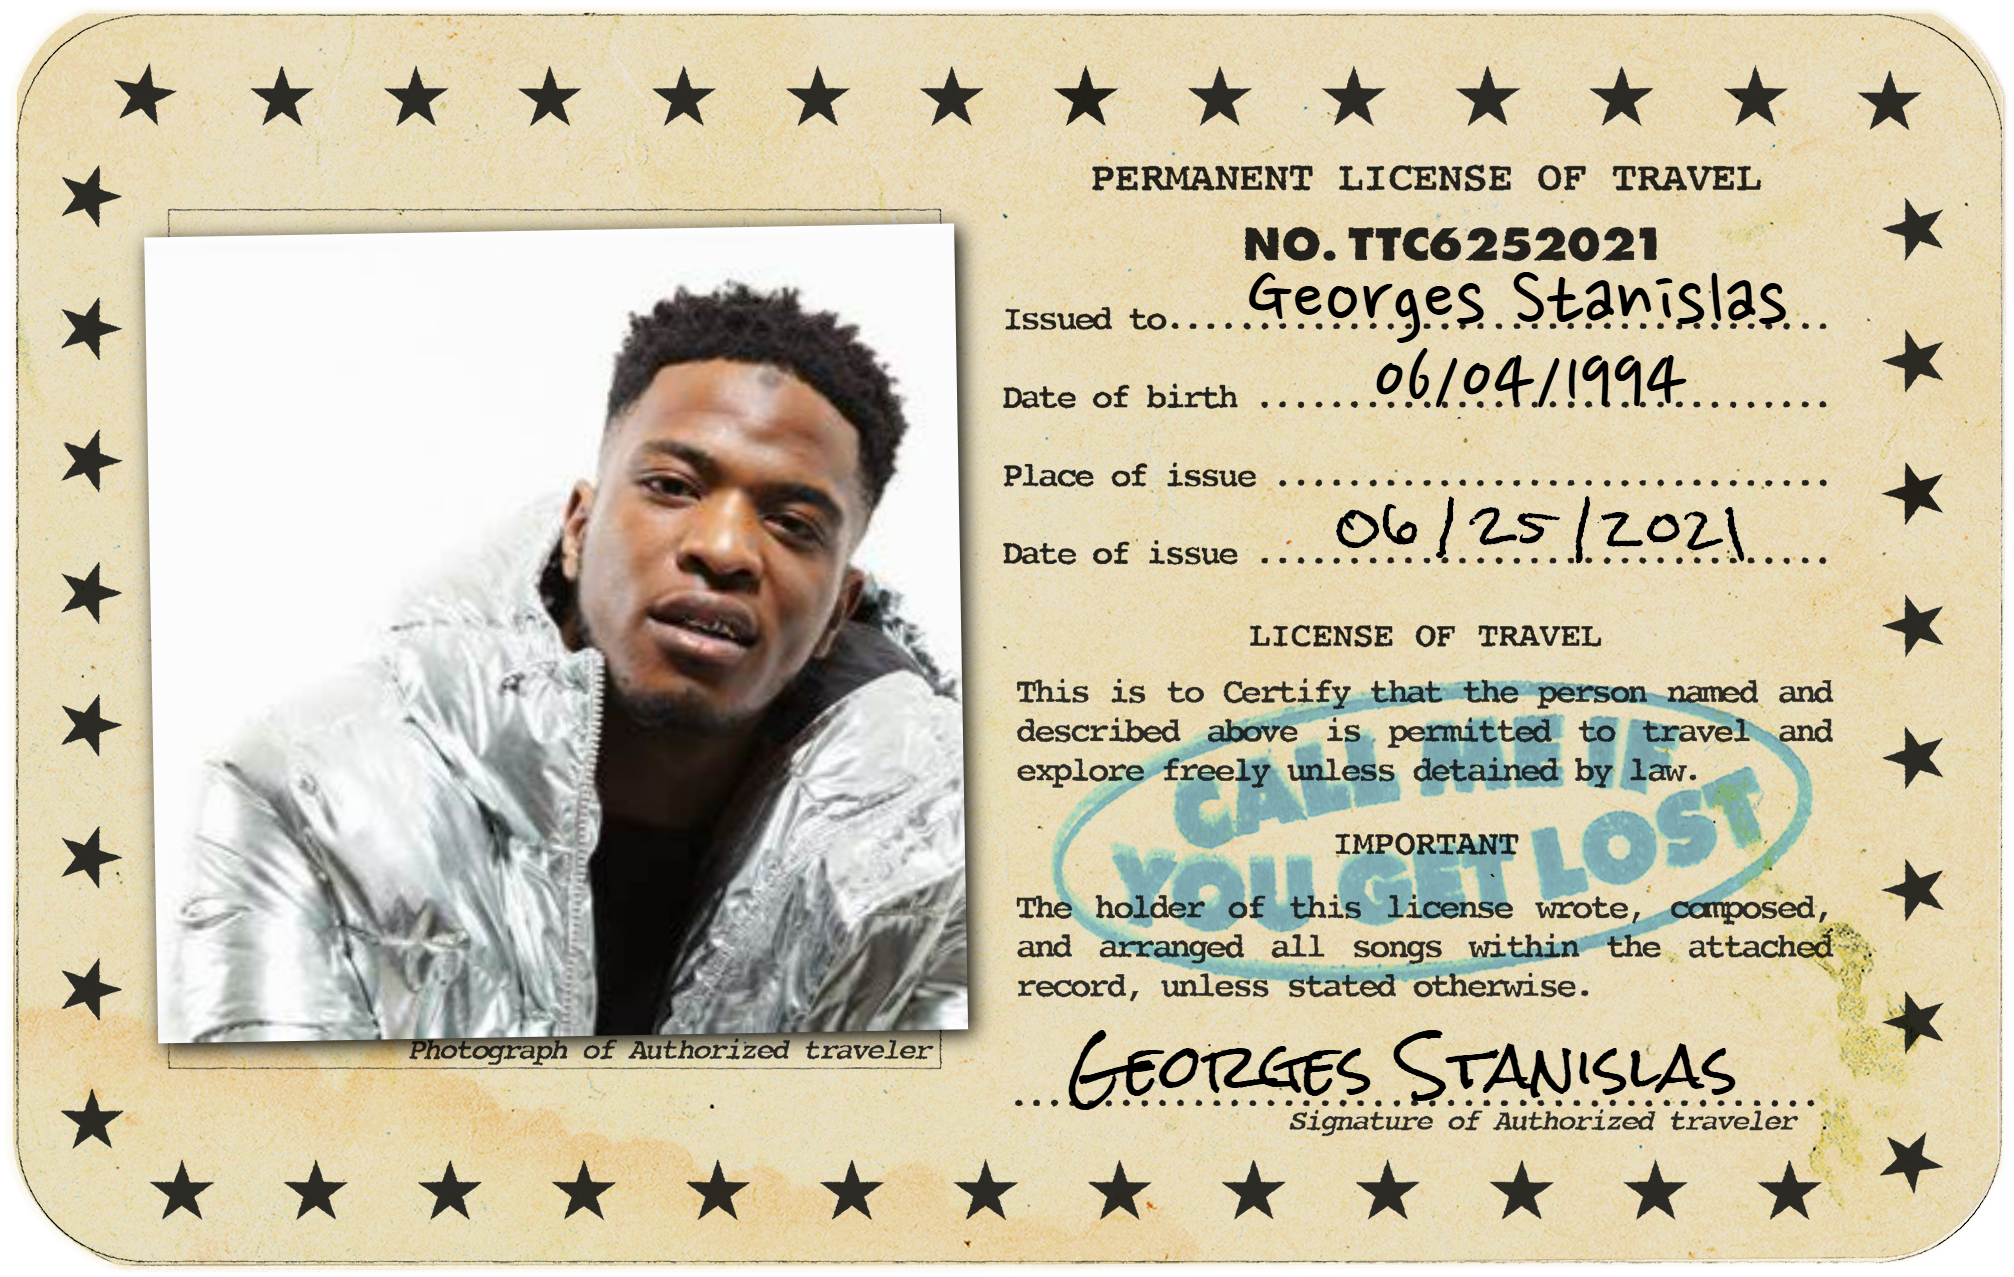 PERMANENT LICENSE OF TRAVEL
NO. TTC6252021
Issued to Georges Stanislas
Date of birth 06/04/1994
Place of issue
Date of issue 06/25/2021
LICENSE OF TRAVEL
This is to Certify that the person named and
described above is permitted to travel and
explore freely unless detained by law.
CALL ME IF
YOU GET LOST
IMPORTANT
The holder of this license wrote, composed,
and arranged all songs within the attached
record, unless stated otherwise.
Photograph of Authorized traveler
GEORGES STANISLAS
Signature of Authorized traveler